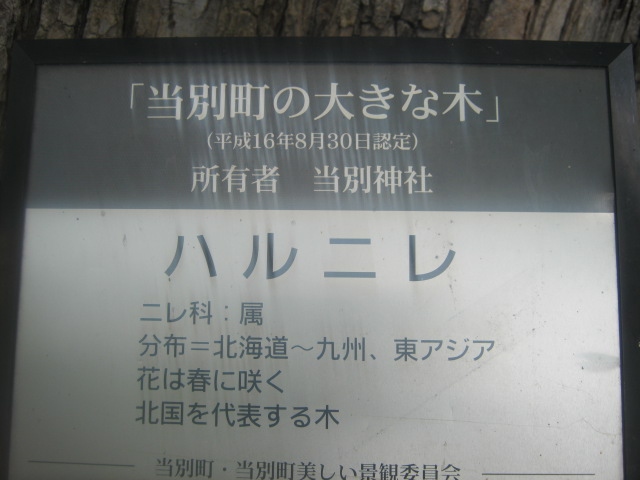 「当別町の大きな木」
(平成16年8月30日認定)
所有者　当別神社
ハルニレ
ニレ科：属
分布＝北海道～九州、東アジア
花は春に咲く
北国を代表する木
当別町・当別町美しい景観委員会